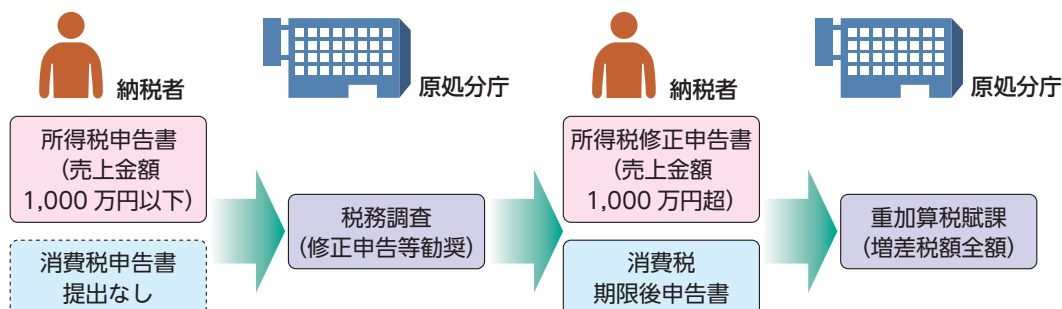 納税者
原処分庁
納税者
原処分庁
所得税申告書
(売上金額
1,000 万円以下)
消費税申告書
提出なし
税務調査
(修正申告等勧奨)
所得税修正申告書
(売上金額
1,000 万円超)
消費税
期限後申告書
重加算税賦課
(増差税額全額)